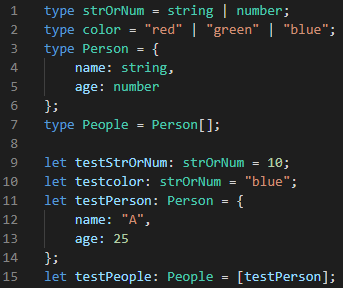 1 type strOrNum = string | number;
2 type color = "red" | "green" | "blue";
3 type Person = {
4     name: string,
5     age: number
6 };
7 type People = Person[];
8
9 let testStrOrNum: strOrNum = 10;
10 let testcolor: strOrNum = "blue";
11 let testPerson: Person = {
12     name: "A",
13     age: 25
14 };
15 let testPeople: People = [testPerson];